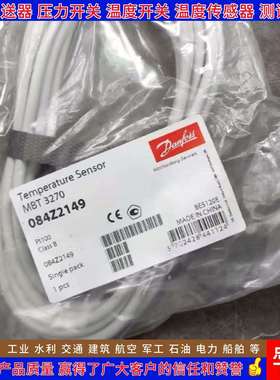 送器 压力开关 温度开关 温度传感器 测
Temperature Sensor
MBT 3270
084Z2149
Danfoss
Pt100
Class B
CE
084Z2149
Single pack
1 pcs
MADE IN CHINA
工业 水利 交通 建筑 航空 军工 石油 电力 船舶 等
产品质量 赢得了广大客户的信任和赞誉